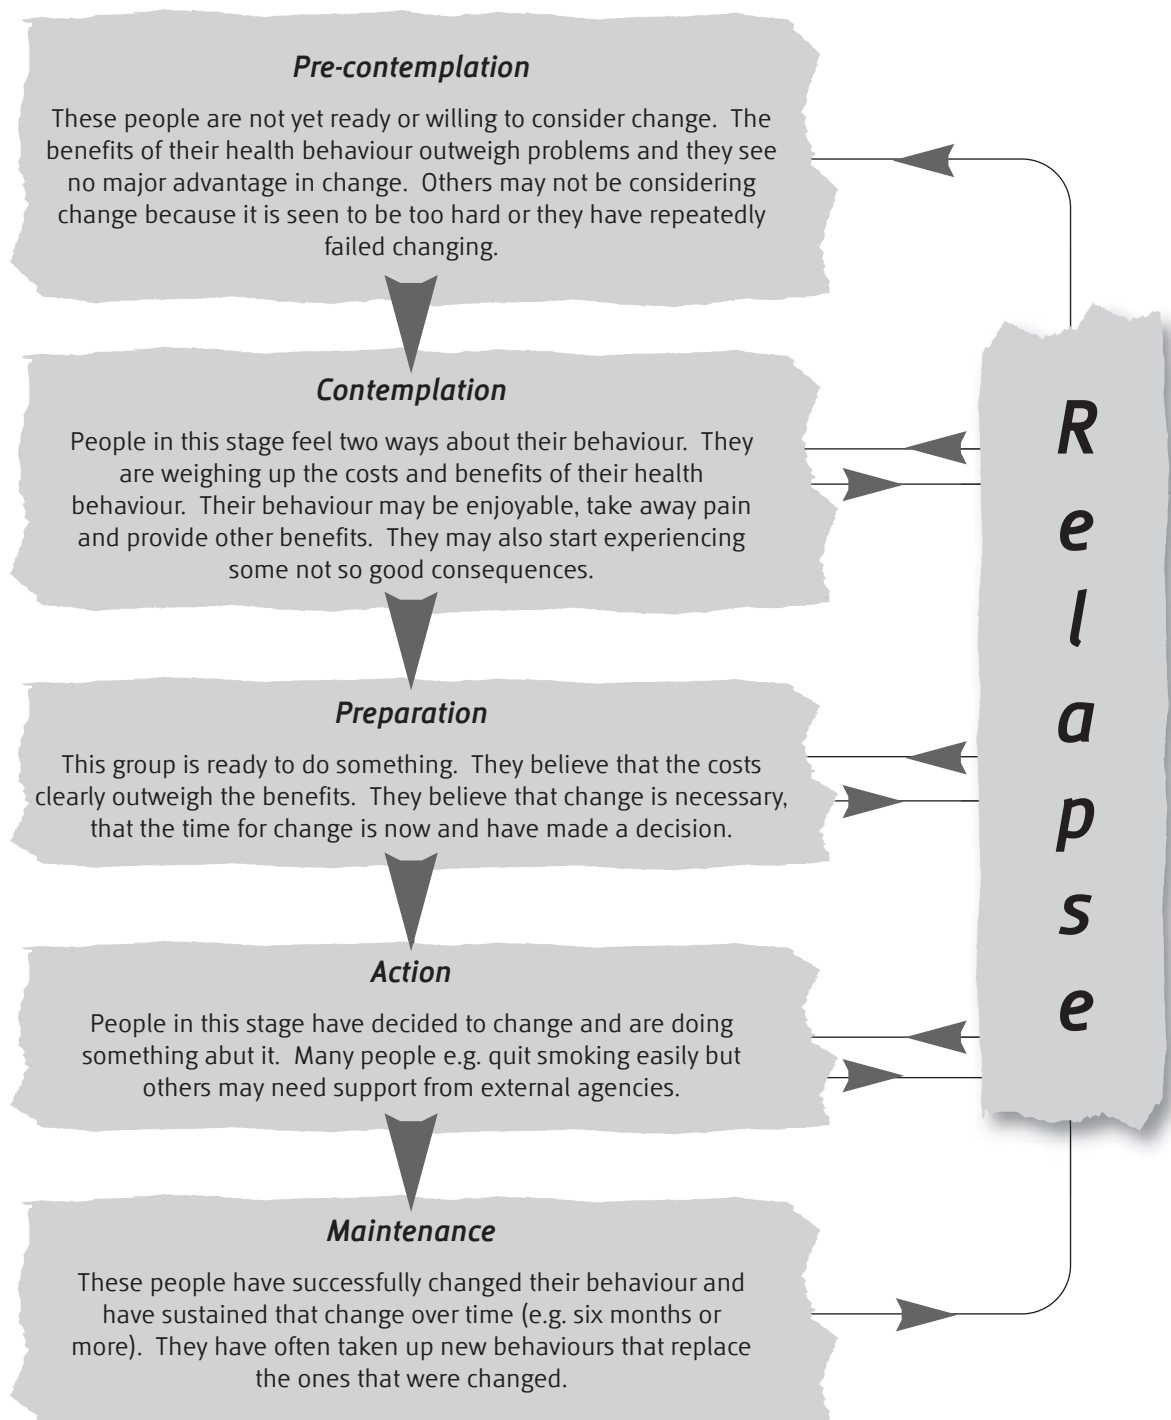 Pre-contemplation
These people are not yet ready or willing to consider change. The
benefits of their health behaviour outweigh problems and they see
no major advantage in change. Others may not be considering
change because it is seen to be too hard or they have repeatedly
failed changing.
Contemplation
People in this stage feel two ways about their behaviour. They
are weighing up the costs and benefits of their health
behaviour. Their behaviour may be enjoyable, take away pain
and provide other benefits. They may also start experiencing
some not so good consequences.
Preparation
This group is ready to do something. They believe that the costs
clearly outweigh the benefits. They believe that change is necessary,
that the time for change is now and have made a decision.
Action
People in this stage have decided to change and are doing
something abut it. Many people e.g. quit smoking easily but
others may need support from external agencies.
Maintenance
These people have successfully changed their behaviour and
have sustained that change over time (e.g. six months or
more). They have often taken up new behaviours that replace
the ones that were changed.
Relapse